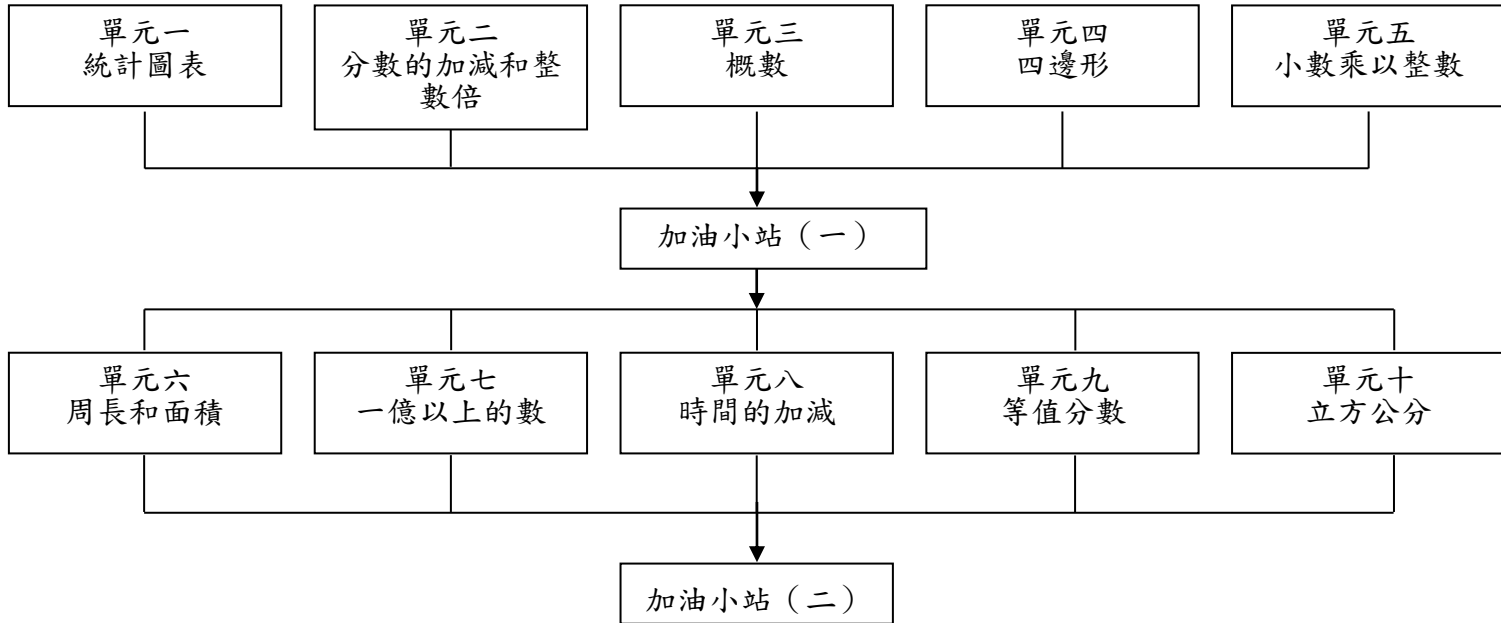 單元一
統計圖表
單元二
分數的加減和整
數倍
單元三
概數
單元四
四邊形
單元五
小數乘以整數
加油小站（一）
單元六
周長和面積
單元七
一億以上的數
單元八
時間的加減
單元九
等值分數
單元十
立方公分
加油小站（二）